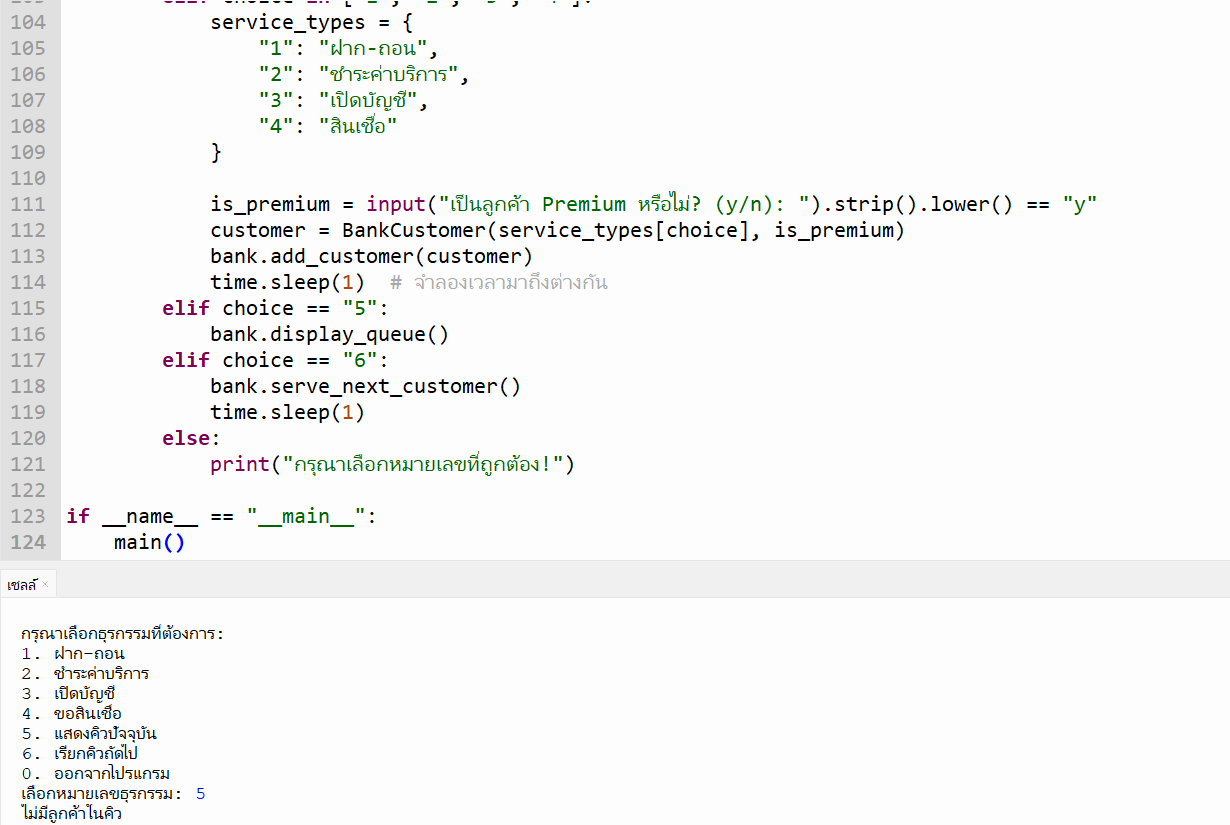 104 service_types = {
105 "1": "ฝาก-ถอน",
106 "2": "ชำระค่าบริการ",
107 "3": "เปิดบัญชี",
108 "4": "สินเชื่อ"
109 }
110
111 is_premium = input("เป็นลูกค้า Premium หรือไม่? (y/n): ").strip().lower() == "y"
112 customer = BankCustomer(service_types[choice], is_premium)
113 bank.add_customer(customer)
114 time.sleep(1)  # จำลองเวลามาถึงต่างกัน
115 elif choice == "5":
116 bank.display_queue()
117 elif choice == "6":
118 bank.serve_next_customer()
119 time.sleep(1)
120 else:
121 print("กรุณาเลือกหมายเลขที่ถูกต้อง!")
122
123 if __name__ == "__main__":
124 main()
เชลล์ ×
กรุณาเลือกธุรกรรมที่ต้องการ:
1. ฝาก-ถอน
2. ชำระค่าบริการ
3. เปิดบัญชี
4. ขอสินเชื่อ
5. แสดงคิวปัจจุบัน
6. เรียกคิวถัดไป
0. ออกจากโปรแกรม
เลือกหมายเลขธุรกรรม: 5
ไม่มีลูกค้าในคิว